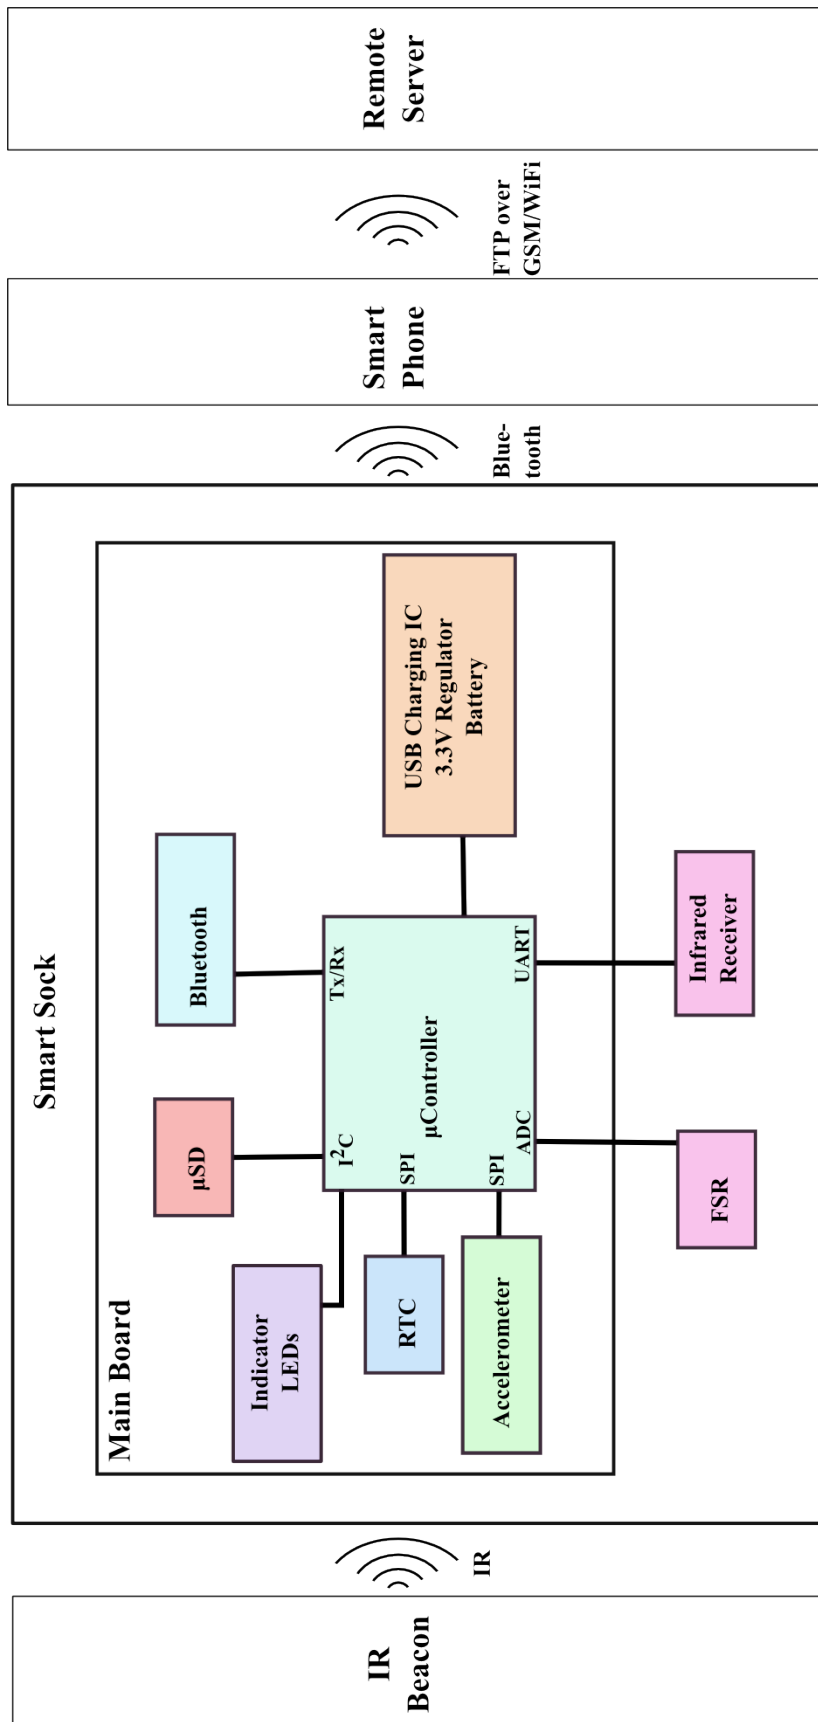 IR
Beacon
IR
Smart Sock
Main Board
Indicator
LEDs
µSD
Bluetooth
RTC
Accelerometer
I²C
Tx/Rx
SPI
µController
SPI
ADC
UART
USB Charging IC
3.3V Regulator
Battery
FSR
Infrared
Receiver
Blue-
tooth
Smart
Phone
FTP over
GSM/WiFi
Remote
Server